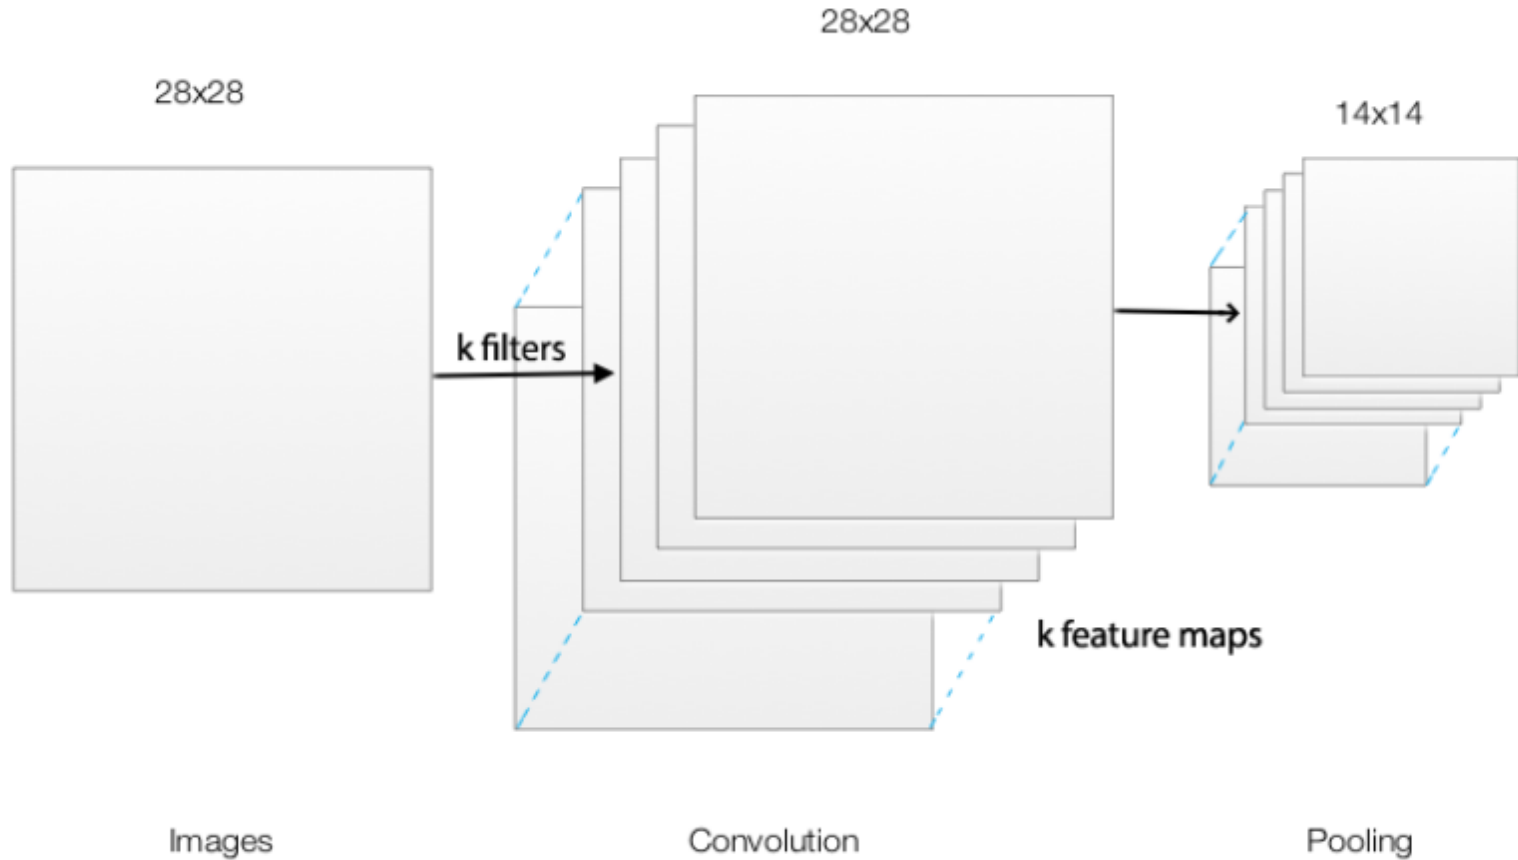 28x28
28x28
14x14
k filters
k feature maps
Images
Convolution
Pooling